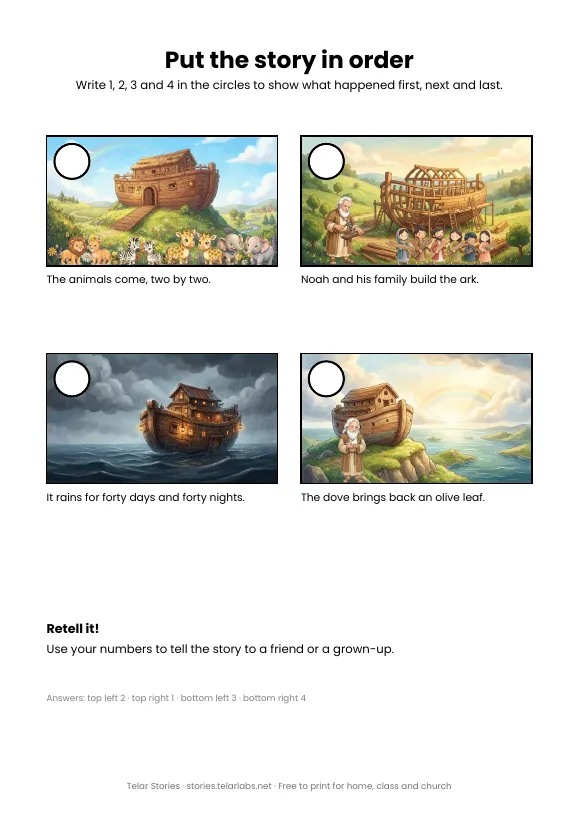 Put the story in order
Write 1, 2, 3 and 4 in the circles to show what happened first, next and last.
The animals come, two by two.
Noah and his family build the ark.
It rains for forty days and forty nights.
The dove brings back an olive leaf.
Retell it!
Use your numbers to tell the story to a friend or a grown-up.
Answers: top left 2 · top right 1 · bottom left 3 · bottom right 4
Telar Stories · stories.telarlabs.net · Free to print for home, class and church